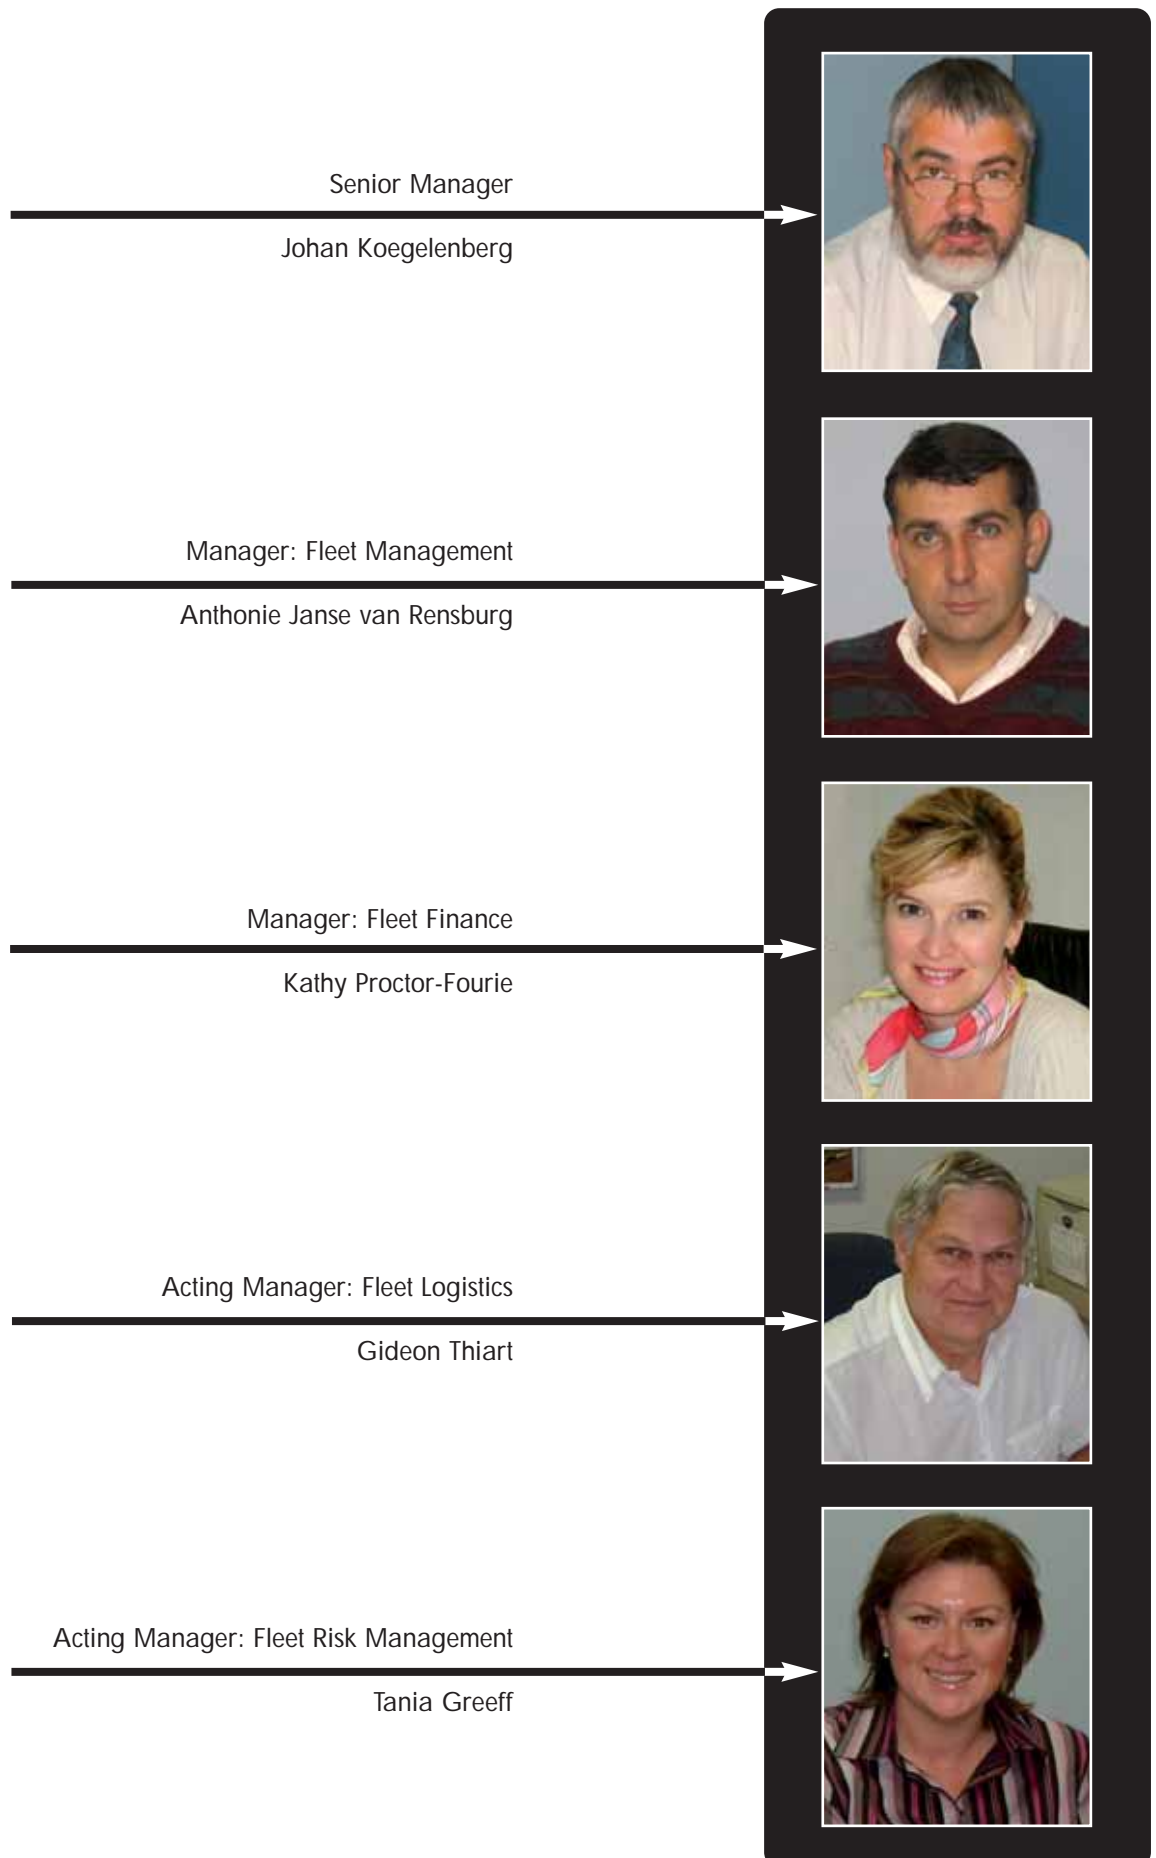 Senior Manager
Johan Koegelenberg
Manager: Fleet Management
Anthonie Janse van Rensburg
Manager: Fleet Finance
Kathy Proctor-Fourie
Acting Manager: Fleet Logistics
Gideon Thiart
Acting Manager: Fleet Risk Management
Tania Greeff